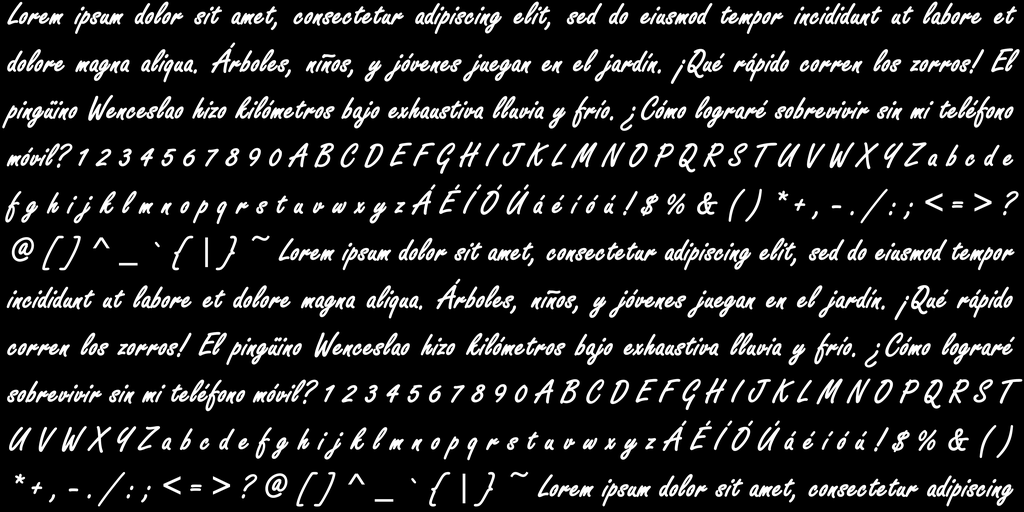 Lorem ipsum dolor sit amet, consectetur adipiscing elit, sed do eiusmod tempor incididunt ut labore et
dolore magna aliqua. Árboles, niños, y jóvenes juegan en el jardín. ¡Qué rápido corren los zorros! El
pingüino Wenceslao hizo kilómetros bajo exhaustiva lluvia y frío. ¿Cómo lograré sobrevivir sin mi teléfono
móvil? 1 2 3 4 5 6 7 8 9 0 A B C D E F G H I J K L M N O P Q R S T U V W X Y Z a b c d e
f g h i j k l m n o p q r s t u v w x y z Á É Í Ó Ú á é í ó ú ! $ % & ( ) * + , - . / : ; < = > ?
@ [ ] ^ _ ` { | } ~ Lorem ipsum dolor sit amet, consectetur adipiscing elit, sed do eiusmod tempor
incididunt ut labore et dolore magna aliqua. Árboles, niños, y jóvenes juegan en el jardín. ¡Qué rápido
corren los zorros! El pingüino Wenceslao hizo kilómetros bajo exhaustiva lluvia y frío. ¿Cómo lograré
sobrevivir sin mi teléfono móvil? 1 2 3 4 5 6 7 8 9 0 A B C D E F G H I J K L M N O P Q R S T
U V W X Y Z a b c d e f g h i j k l m n o p q r s t u v w x y z Á É Í Ó Ú á é í ó ú ! $ % & ( )
* + , - . / : ; < = > ? @ [ ] ^ _ ` { | } ~ Lorem ipsum dolor sit amet, consectetur adipiscing